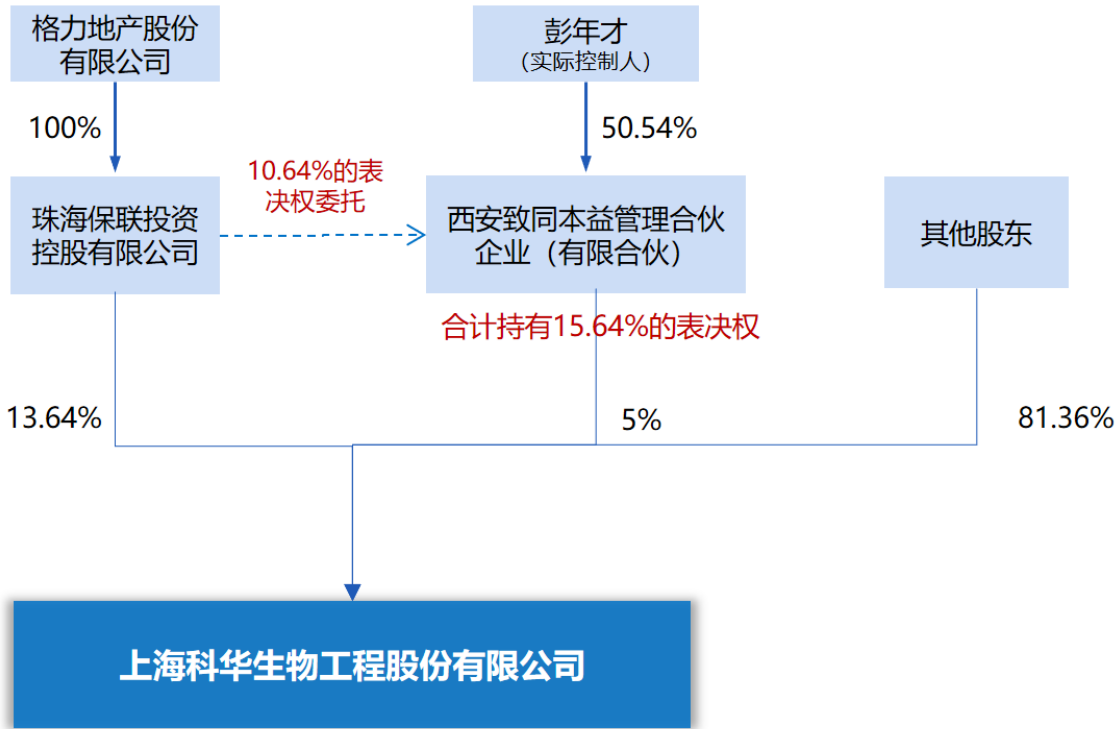 格力地产股份
有限公司
彭年才
（实际控制人）
100%
50.54%
10.64%的表
决权委托
珠海保联投资
控股有限公司
西安致同本益管理合伙
企业（有限合伙）
其他股东
合计持有15.64%的表决权
13.64%
5%
81.36%
上海科华生物工程股份有限公司